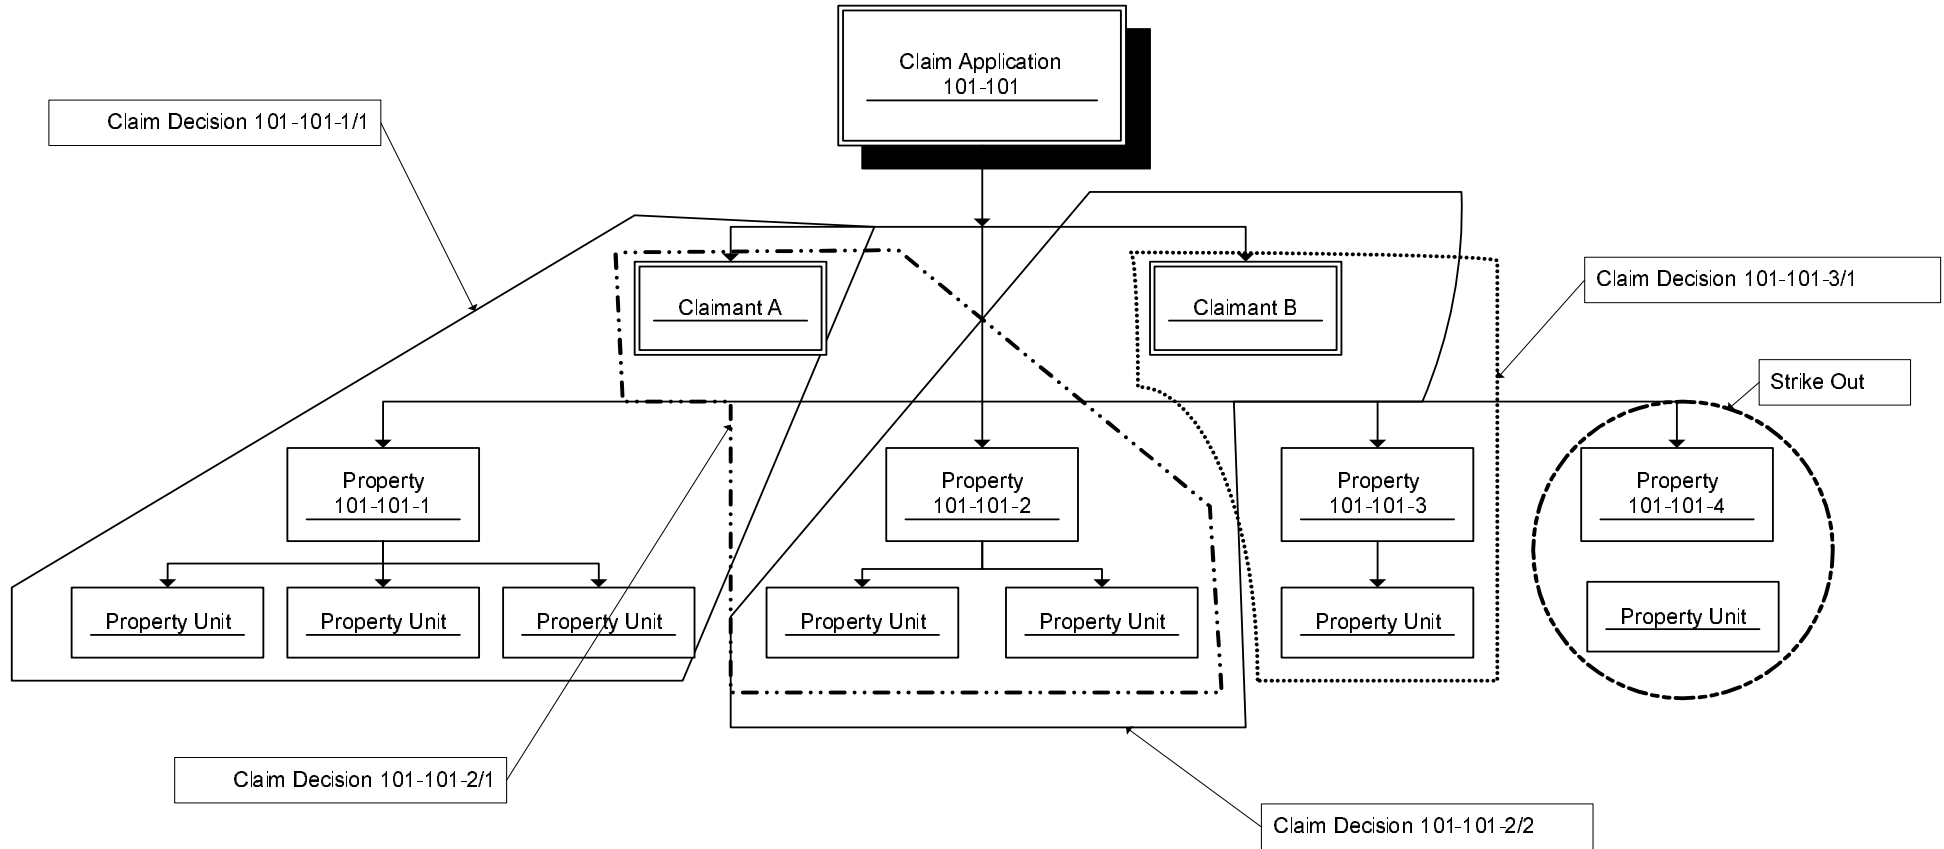 Claim Application
101-101
Claim Decision 101-101-1/1
Claim Decision 101-101-3/1
Claimant A
Claimant B
Strike Out
Property
101-101-1
Property
101-101-2
Property
101-101-3
Property
101-101-4
Property Unit
Property Unit
Property Unit
Property Unit
Property Unit
Property Unit
Property Unit
Claim Decision 101-101-2/1
Claim Decision 101-101-2/2